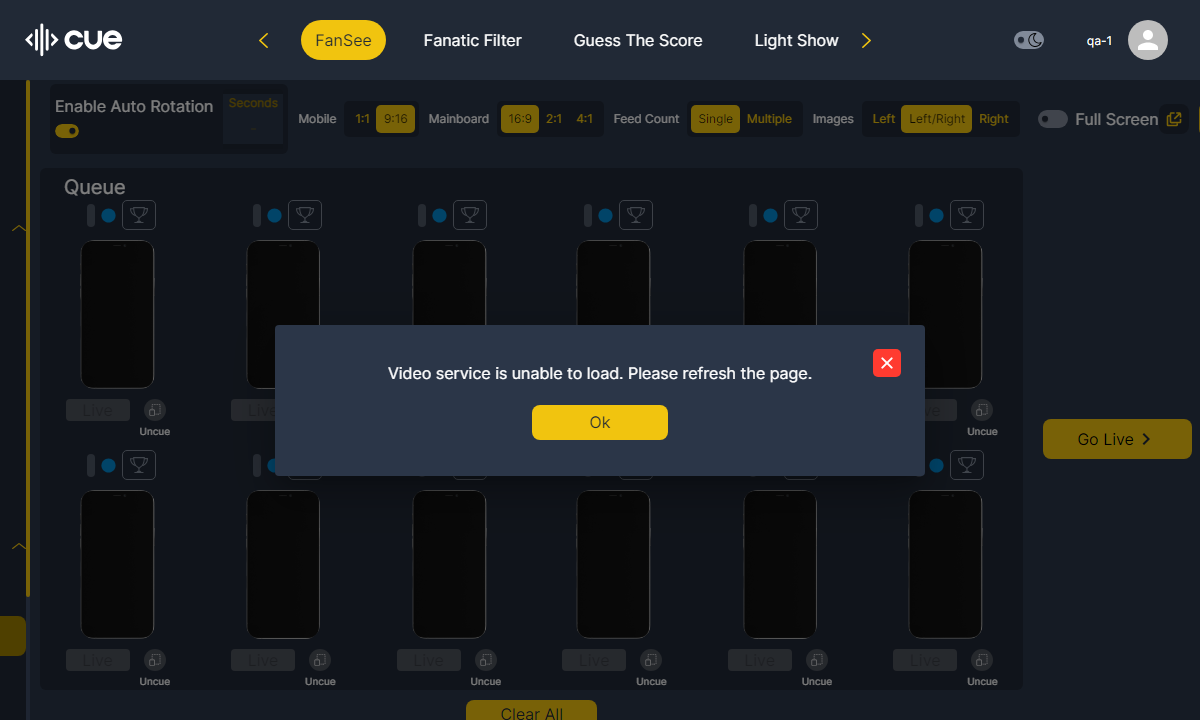 cue
FanSee
Fanatic Filter
Guess The Score
Light Show
qa-1
Enable Auto Rotation
Seconds
-
Mobile
1:1
9:16
Mainboard
16:9
2:1
4:1
Feed Count
Single
Multiple
Images
Left
Left/Right
Right
Full Screen
Queue
Video service is unable to load. Please refresh the page.
Ok
Live
Live
Live
Uncue
Uncue
Go Live
Live
Live
Live
Live
Live
Live
Uncue
Uncue
Uncue
Uncue
Uncue
Uncue
Clear All